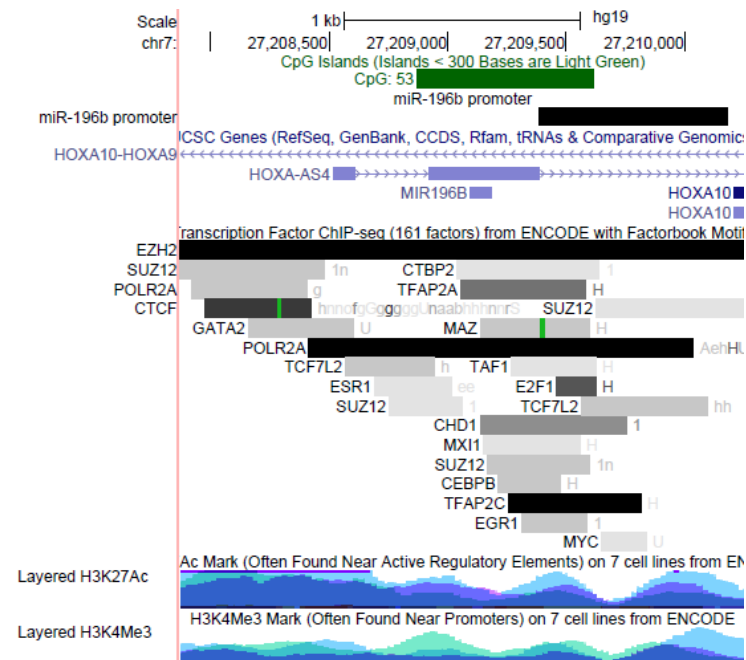 Scale 1 kb hg19
chr7: 27,208,500 27,209,000 27,209,500 27,210,000
CpG Islands (Islands < 300 Bases are Light Green)
CpG: 53
miR-196b promoter
miR-196b promoter
JCSC Genes (RefSeq, GenBank, CCDS, Rfam, tRNAs & Comparative Genomics
HOXA10-HOXA9
HOXA-AS4
MIR196B HOXA10
HOXA10
ranscription Factor ChIP-seq (161 factors) from ENCODE with Factorbook Motif
EZH2
SUZ12 1n CTBP2 1
POLR2A g TFAP2A H
CTCF SUZ12
GATA2 U MAZ H
POLR2A AehHU
TCF7L2 h TAF1 H
ESR1 ee E2F1 H
SUZ12 1 TCF7L2 hh
CHD1 1
MXI1 H
SUZ12 1n
CEBPB H
TFAP2C H
EGR1 1
MYC U
Ac Mark (Often Found Near Active Regulatory Elements) on 7 cell lines from EN
Layered H3K27Ac
H3K4Me3 Mark (Often Found Near Promoters) on 7 cell lines from ENCODE
Layered H3K4Me3